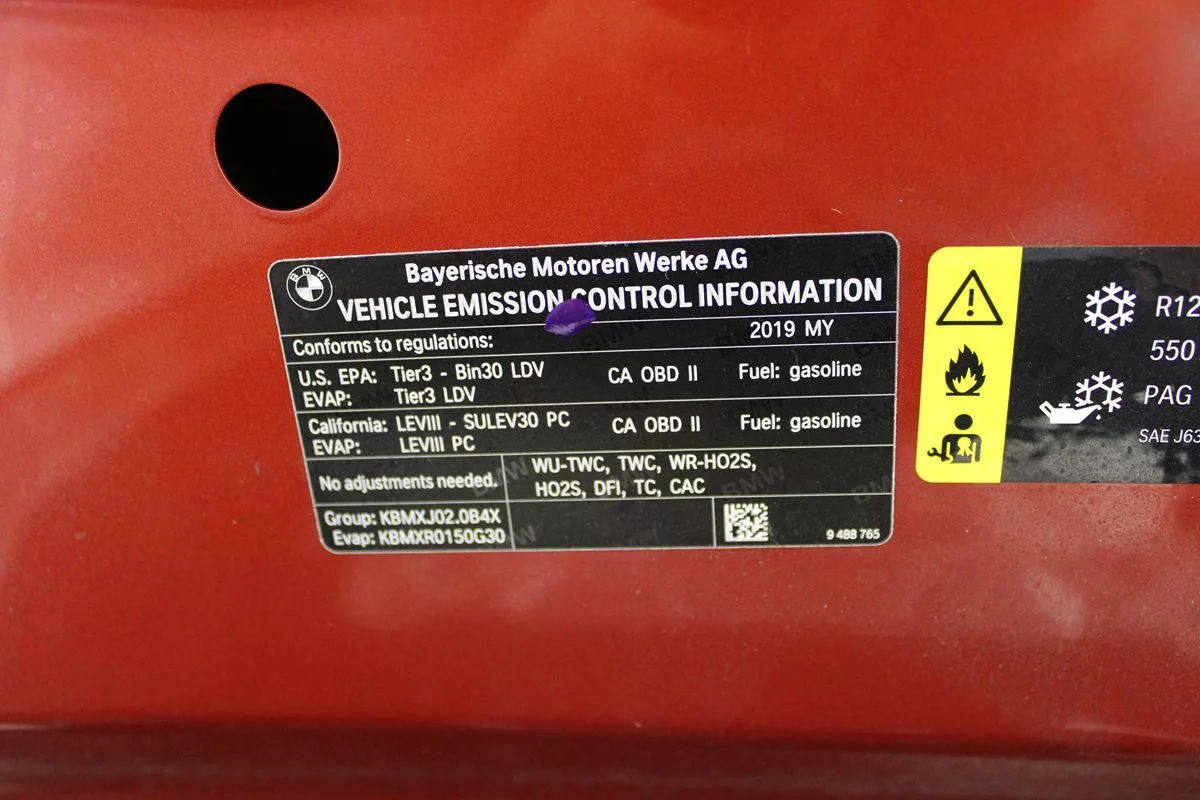 BMW
Bayerische Motoren Werke AG
VEHICLE EMISSION CONTROL INFORMATION
Conforms to regulations: 2019 MY
U.S. EPA: Tier3 - Bin30 LDV CA OBD II Fuel: gasoline
EVAP: Tier3 LDV
California: LEVIII - SULEV30 PC CA OBD II Fuel: gasoline
EVAP: LEVIII PC
No adjustments needed. WU-TWC, TWC, WR-HO2S,
HO2S, DFI, TC, CAC
Group: KBMXJ02.0B4X
Evap: KBMXR0150G30
9 488 765
R12
550
PAG
SAE J63